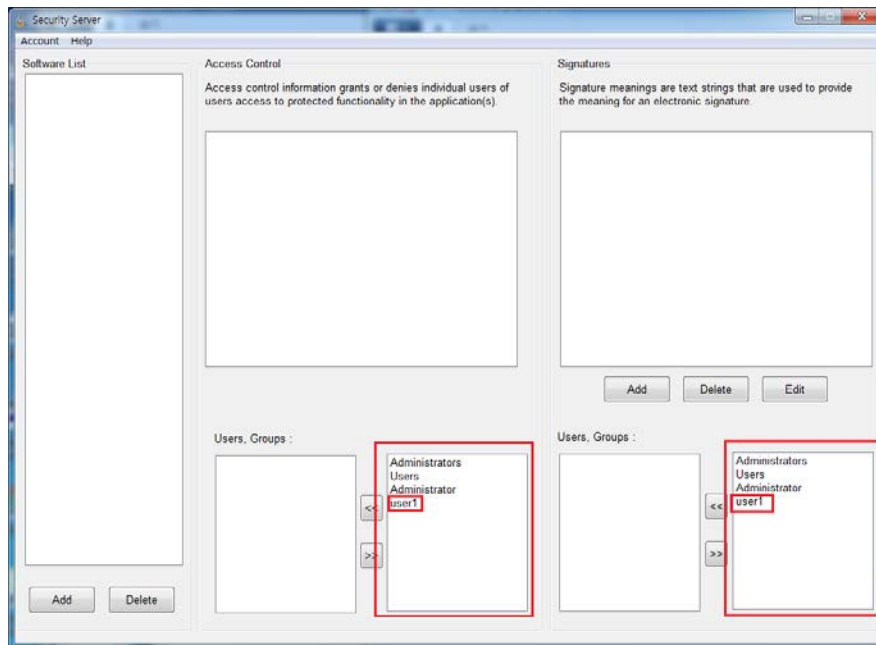 Security Server
Account Help
Software List
Access Control
Signatures
Access control information grants or denies individual users of
users access to protected functionality in the application(s).
Signature meanings are text strings that are used to provide
the meaning for an electronic signature.
Add
Delete
Edit
Users, Groups :
Users, Groups :
Administrators
Users
Administrator
user1
<<
>>
Administrators
Users
Administrator
user1
<<
>>
Add
Delete